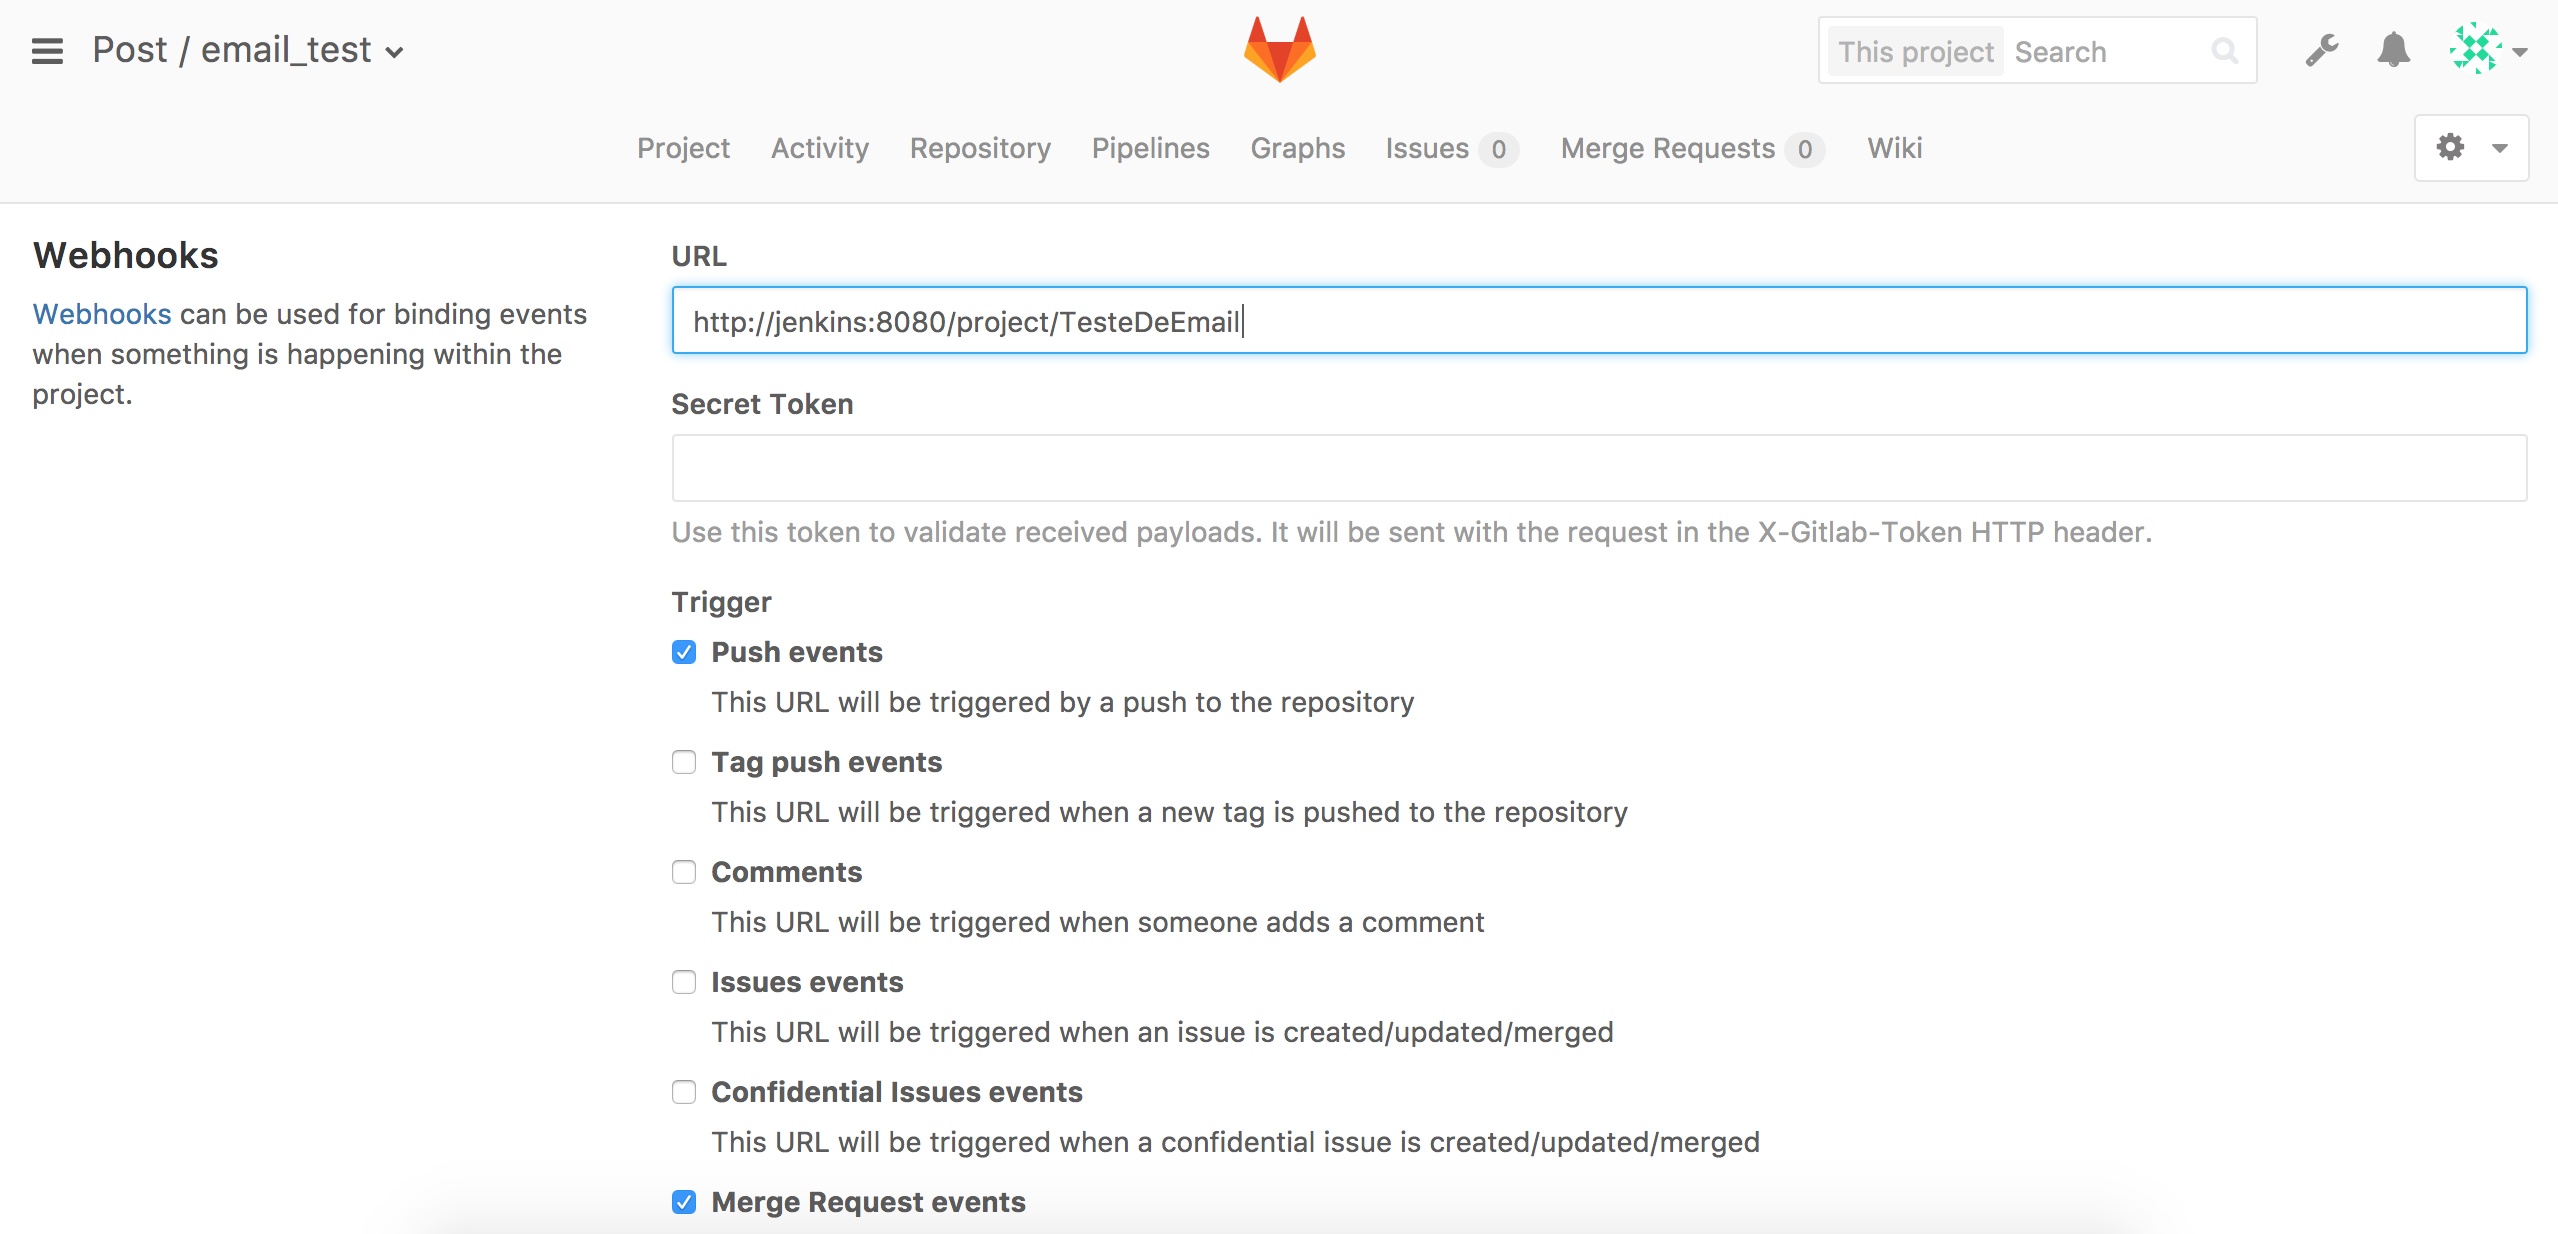 Post / email_test
This project Search
Project Activity Repository Pipelines Graphs Issues 0 Merge Requests 0 Wiki
Webhooks
Webhooks can be used for binding events
when something is happening within the
project.
URL
http://jenkins:8080/project/TesteDeEmail
Secret Token
Use this token to validate received payloads. It will be sent with the request in the X-Gitlab-Token HTTP header.
Trigger
Push events
This URL will be triggered by a push to the repository
Tag push events
This URL will be triggered when a new tag is pushed to the repository
Comments
This URL will be triggered when someone adds a comment
Issues events
This URL will be triggered when an issue is created/updated/merged
Confidential Issues events
This URL will be triggered when a confidential issue is created/updated/merged
Merge Request events